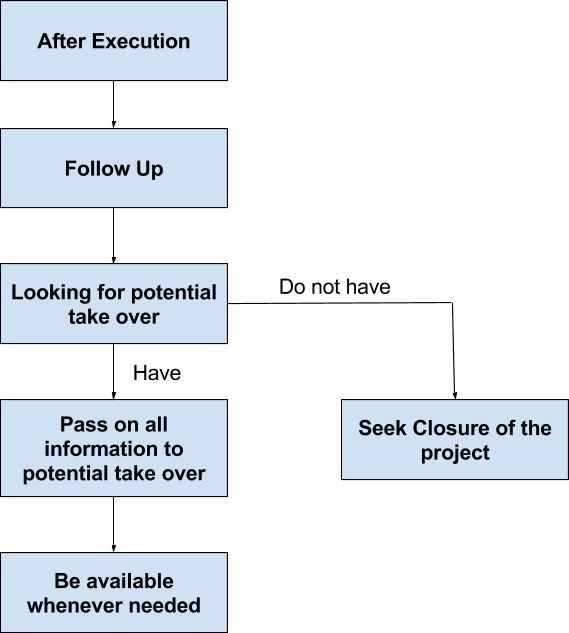 After Execution
Follow Up
Looking for potential
take over
Do not have
Have
Pass on all
information to
potential take over
Seek Closure of the
project
Be available
whenever needed